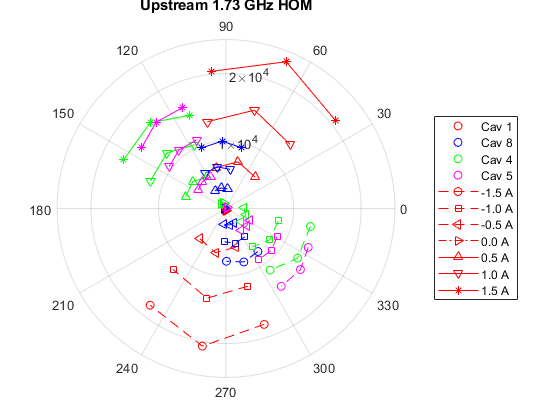 Upstream 1.73 GHz HOM
90
120
60
2×10⁴
150
30
×10⁴
180
0
210
330
240
300
270
Cav 1
Cav 8
Cav 4
Cav 5
-1.5 A
-1.0 A
-0.5 A
0.0 A
0.5 A
1.0 A
1.5 A